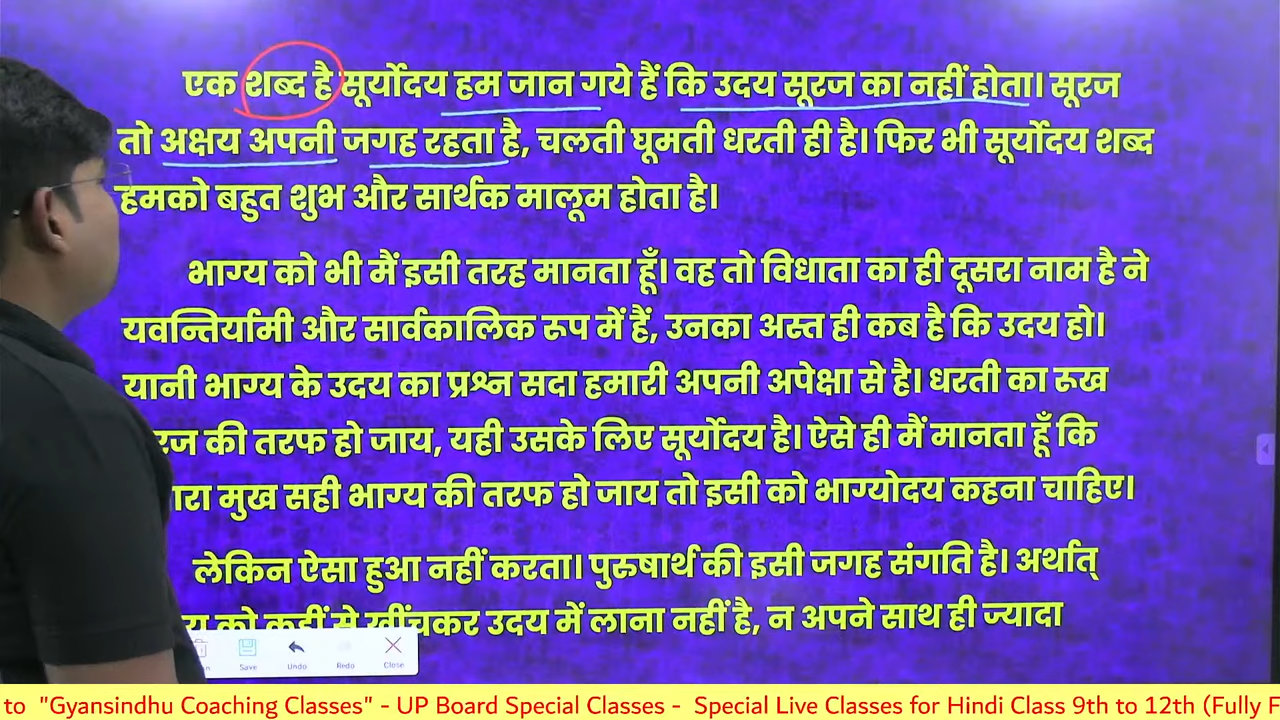 एक शब्द है सूर्योदय हम जान गये हैं कि उदय सूरज का नहीं होता। सूरज
तो अक्षय अपनी जगह रहता है, चलती घूमती धरती ही है। फिर भी सूर्योदय शब्द
हमको बहुत शुभ और सार्थक मालूम होता है।
भाग्य को भी मैं इसी तरह मानता हूँ। वह तो विधाता का ही दूसरा नाम है ने
यवन्तिर्यामी और सार्वकालिक रूप में हैं, उनका अस्त ही कब है कि उदय हो।
यानी भाग्य के उदय का प्रश्न सदा हमारी अपनी अपेक्षा से है। धरती का रूख
की तरफ हो जाय, यही उसके लिए सूर्योदय है। ऐसे ही मैं मानता हूँ कि
मुख सही भाग्य की तरफ हो जाय तो इसी को भाग्योदय कहना चाहिए।
लेकिन ऐसा हुआ नहीं करता। पुरुषार्थ की इसी जगह संगति है। अर्थात्
को कहीं से खींचकर उदय में लाना नहीं है, न अपने साथ ही ज्यादा
Save Undo Redo Close
to "Gyansindhu Coaching Classes" - UP Board Special Classes - Special Live Classes for Hindi Class 9th to 12th (Fully F